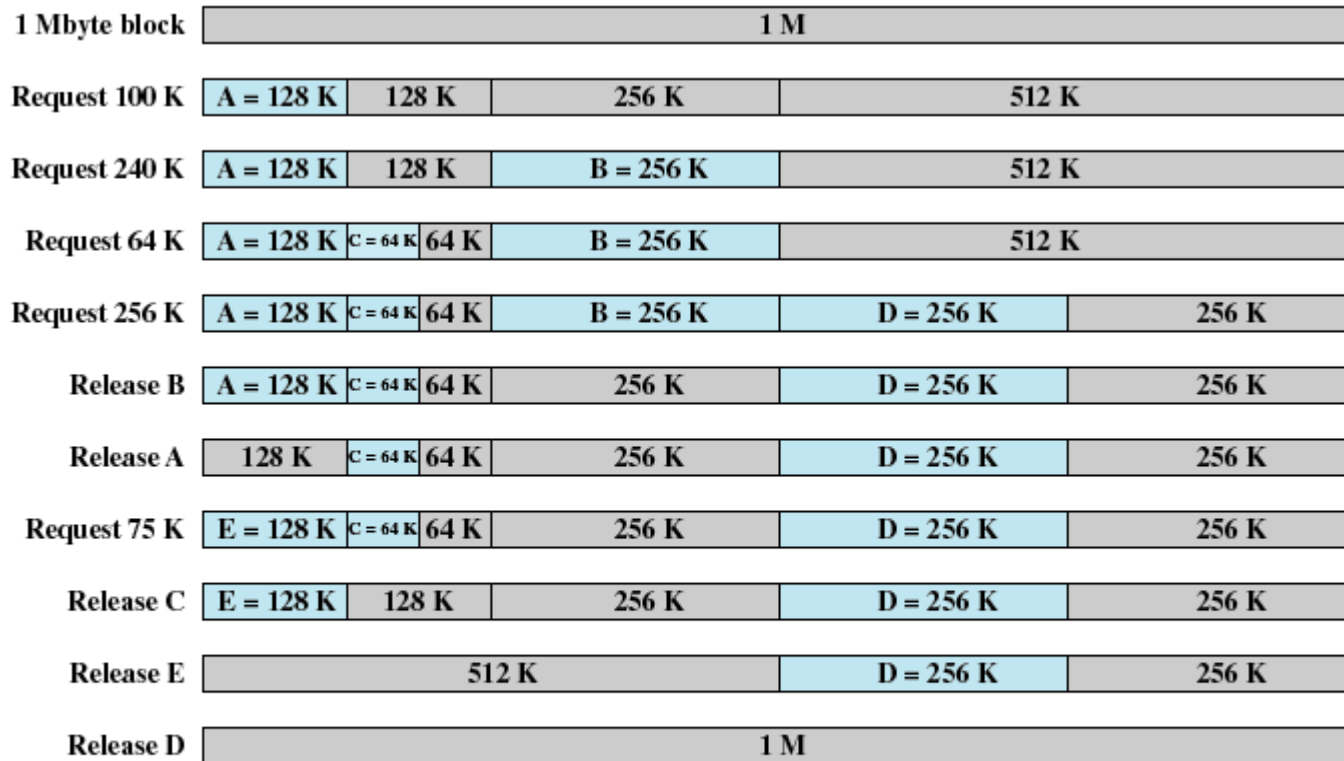 1 Mbyte block 1 M
Request 100 K A = 128 K 128 K 256 K 512 K
Request 240 K A = 128 K 128 K B = 256 K 512 K
Request 64 K A = 128 K C = 64 K 64 K B = 256 K 512 K
Request 256 K A = 128 K C = 64 K 64 K B = 256 K D = 256 K 256 K
Release B A = 128 K C = 64 K 64 K 256 K D = 256 K 256 K
Release A 128 K C = 64 K 64 K 256 K D = 256 K 256 K
Request 75 K E = 128 K C = 64 K 64 K 256 K D = 256 K 256 K
Release C E = 128 K 128 K 256 K D = 256 K 256 K
Release E 512 K D = 256 K 256 K
Release D 1 M